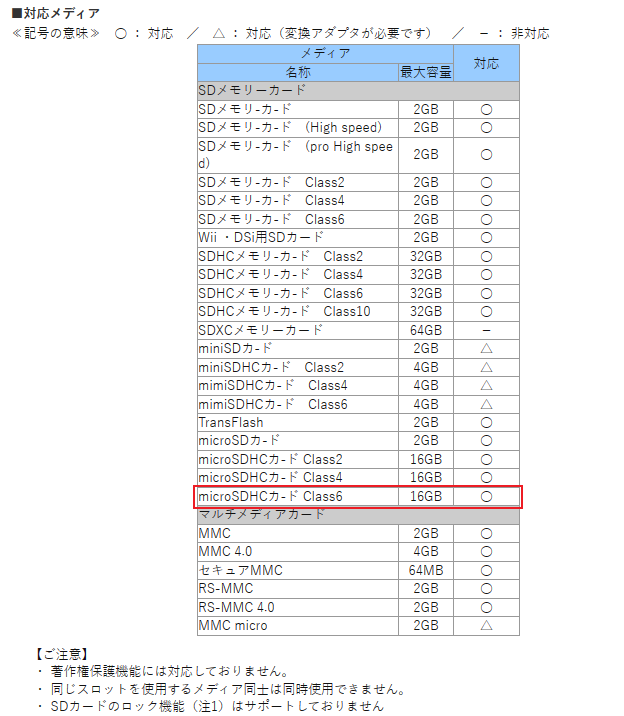 ■対応メディア
≪記号の意味≫　○ ： 対応　／　△ ： 対応（変換アダプタが必要です）　／　− ： 非対応
メディア 対応
名称 最大容量
SDメモリーカード
SDメモリ-カ-ド 2GB ○
SDメモリ-カ-ド　(High speed) 2GB ○
SDメモリ-カ-ド　(pro High spee
d) 2GB ○
SDメモリ-カ-ド　Class2 2GB ○
SDメモリ-カ-ド　Class4 2GB ○
SDメモリ-カ-ド　Class6 2GB ○
Wii ・DSi用SDカード 2GB ○
SDHCメモリ-カ-ド　Class2 32GB ○
SDHCメモリ-カ-ド　Class4 32GB ○
SDHCメモリ-カ-ド　Class6 32GB ○
SDHCメモリ-カ-ド　Class10 32GB ○
SDXCメモリーカード 64GB −
miniSDカ-ド 2GB △
miniSDHCカ-ド　Class2 4GB △
mimiSDHCカ-ド　Class4 4GB △
mimiSDHCカ-ド　Class6 4GB △
TransFlash 2GB ○
microSDカ-ド 2GB ○
microSDHCカ-ド Class2 16GB ○
microSDHCカ-ド Class4 16GB ○
microSDHCカ-ド Class6 16GB ○
マルチメディアカード
MMC 2GB ○
MMC 4.0 4GB ○
セキュアMMC 64MB ○
RS-MMC 2GB ○
RS-MMC 4.0 2GB ○
MMC micro 2GB △
【ご注意】
・ 著作権保護機能には対応しておりません。
・ 同じスロットを使用するメディア同士は同時使用できません。
・ SDカードのロック機能（注1）はサポートしておりません